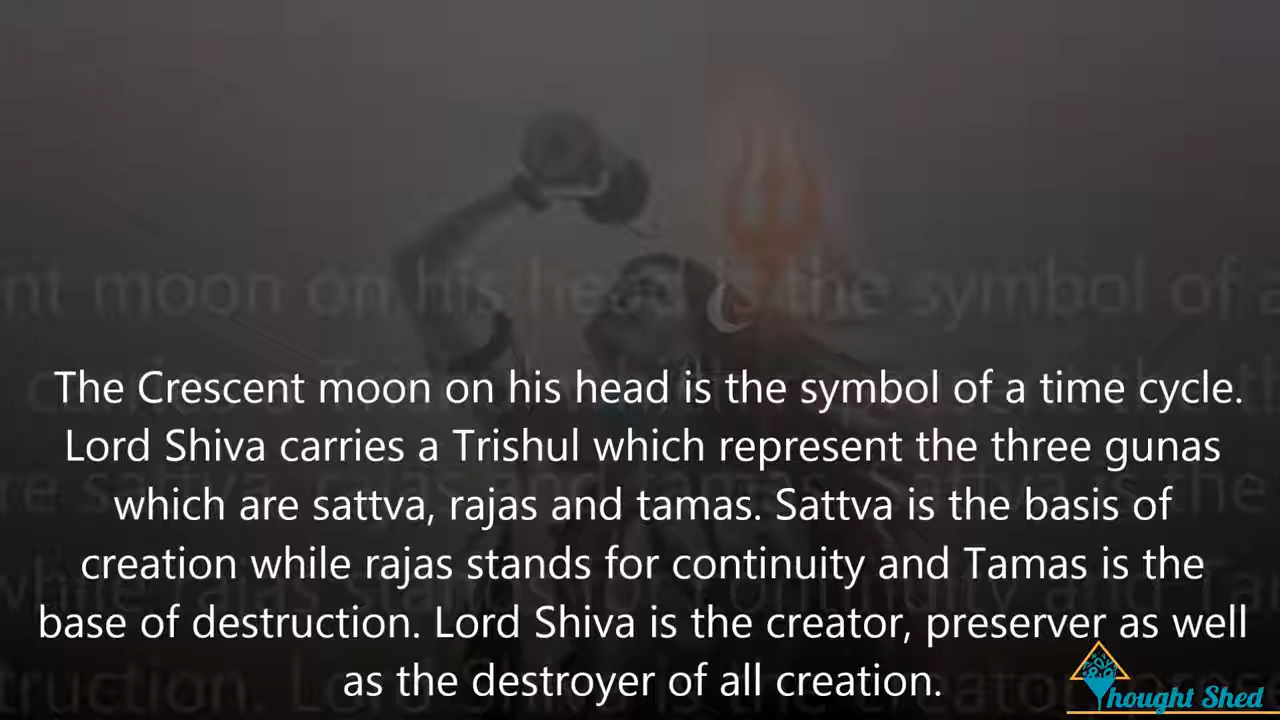 The Crescent moon on his head is the symbol of a time cycle.
Lord Shiva carries a Trishul which represent the three gunas
which are sattva, rajas and tamas. Sattva is the basis of
creation while rajas stands for continuity and Tamas is the
base of destruction. Lord Shiva is the creator, preserver as well
as the destroyer of all creation.
Thought Shed